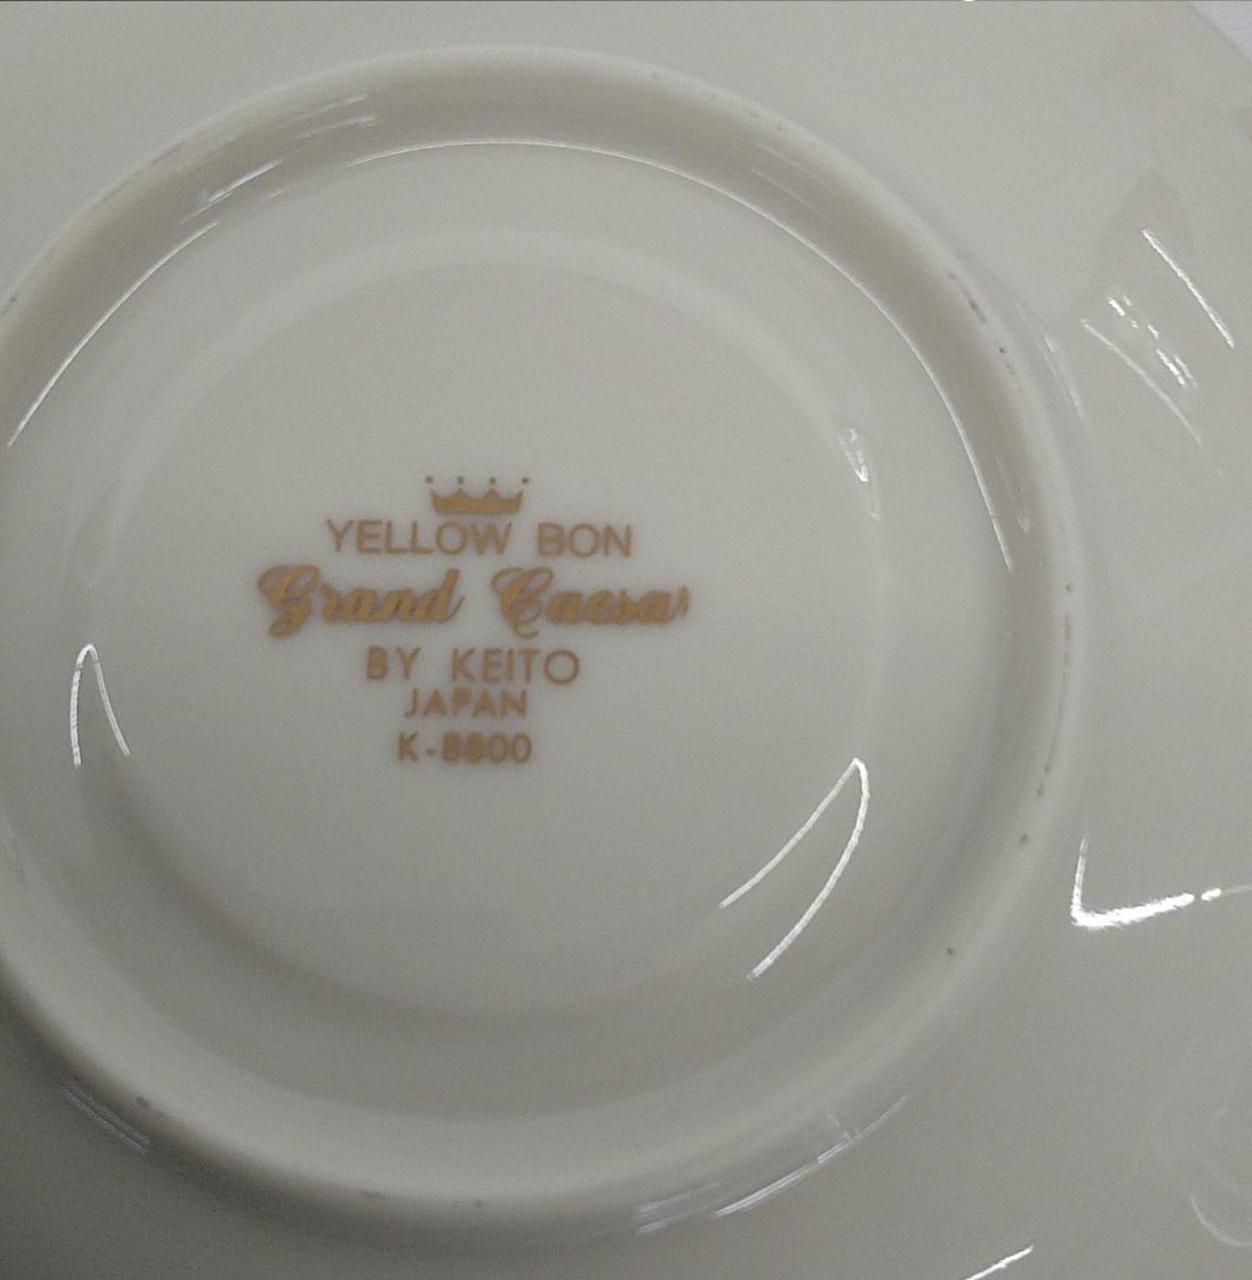 YELLOW BON
Grand Caesar
BY KEITO
JAPAN
K-8800